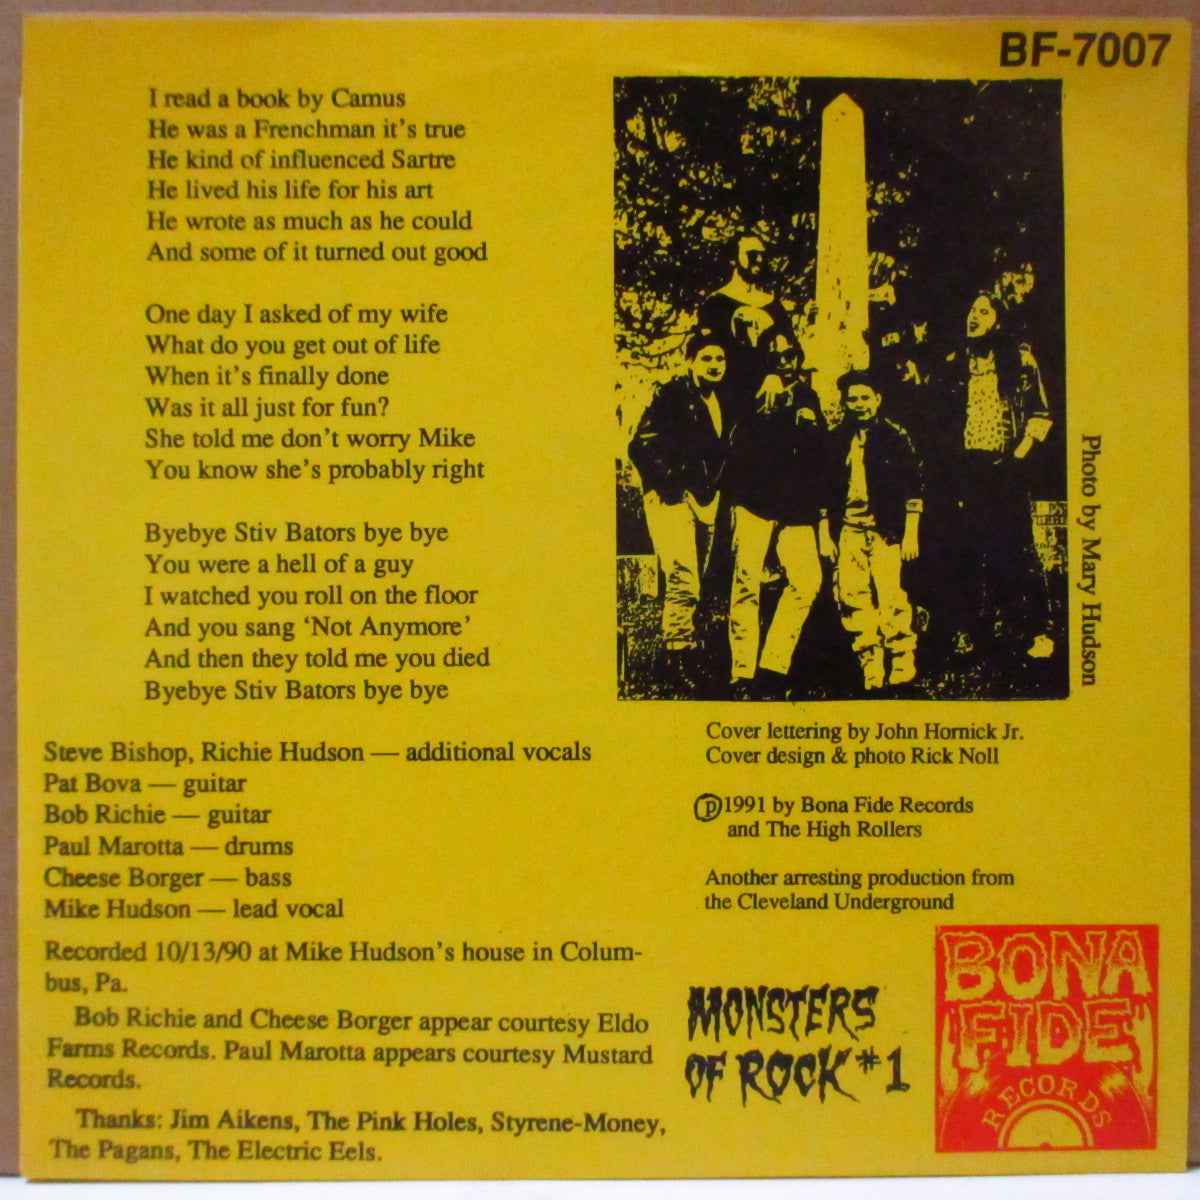 BF-7007
I read a book by Camus
He was a Frenchman it's true
He kind of influenced Sartre
He lived his life for his art
He wrote as much as he could
And some of it turned out good
One day I asked of my wife
What do you get out of life
When it's finally done
Was it all just for fun?
She told me don't worry Mike
You know she's probably right
Byebye Stiv Bators bye bye
You were a hell of a guy
I watched you roll on the floor
And you sang ‘Not Anymore’
And then they told me you died
Byebye Stiv Bators bye bye
Steve Bishop, Richie Hudson — additional vocals
Pat Bova — guitar
Bob Richie — guitar
Paul Marotta — drums
Cheese Borger — bass
Mike Hudson — lead vocal
Recorded 10/13/90 at Mike Hudson's house in Colum-
bus, Pa.
Bob Richie and Cheese Borger appear courtesy Eldo
Farms Records. Paul Marotta appears courtesy Mustard
Records.
Thanks: Jim Aikens, The Pink Holes, Styrene-Money,
The Pagans, The Electric Eels.
Photo by Mary Hudson
Cover lettering by John Hornick Jr.
Cover design & photo Rick Noll
℗1991 by Bona Fide Records
and The High Rollers
Another arresting production from
the Cleveland Underground
MONSTERS
OF ROCK #1
BONA
FIDE
RECORDS